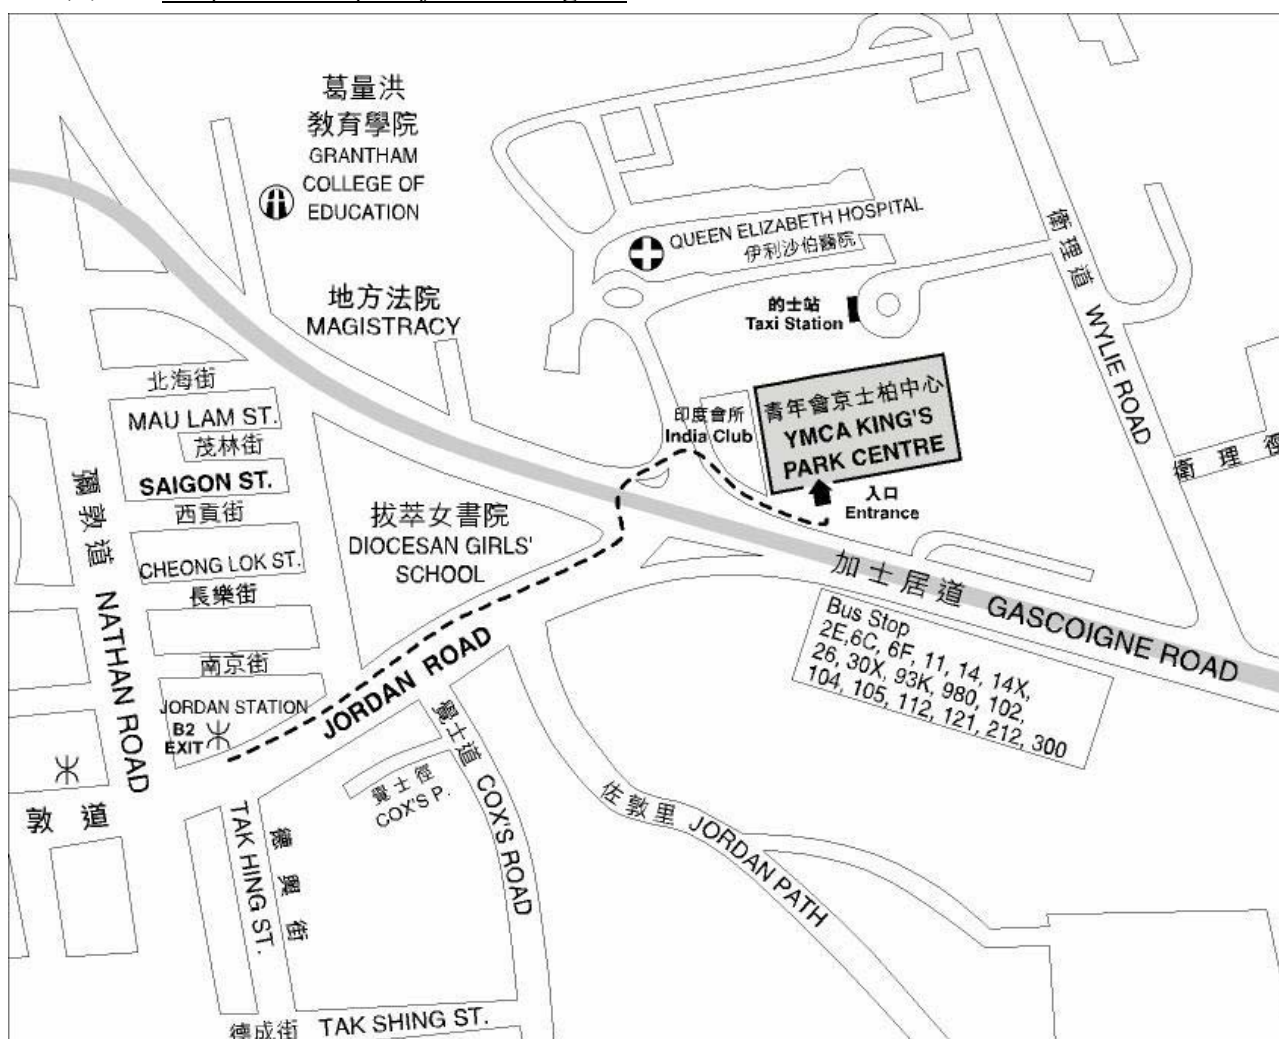 葛量洪
教育學院
GRANTHAM
COLLEGE OF
EDUCATION
地方法院
MAGISTRACY
QUEEN ELIZABETH HOSPITAL
伊利沙伯醫院
的士站
Taxi Station
衛理道 WYLIE ROAD
衛理徑
印度會所
India Club
青年會京士柏中心
YMCA KING'S
PARK CENTRE
入口
Entrance
北海街
MAU LAM ST.
茂林街
SAIGON ST.
西貢街
CHEONG LOK ST.
長樂街
南京街
彌敦道 NATHAN ROAD
拔萃女書院
DIOCESAN GIRLS'
SCHOOL
加士居道 GASCOIGNE ROAD
Bus Stop
2E,6C, 6F, 11, 14, 14X,
26, 30X, 93K, 980, 102,
104, 105, 112, 121, 212, 300
JORDAN STATION
B2
EXIT
JORDAN ROAD
敦道
覺士道 COX'S ROAD
覺士徑
COX'S P.
佐敦里 JORDAN PATH
TAK HING ST.
德興街
德成街 TAK SHING ST.